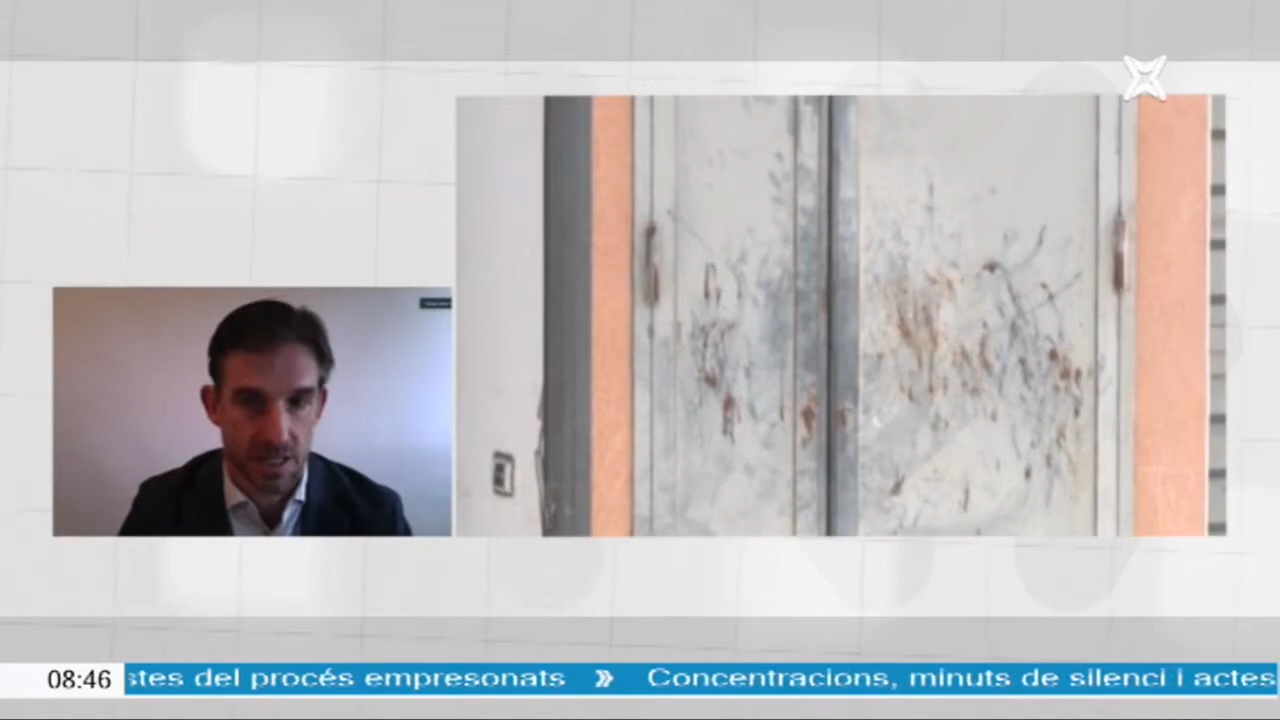 08:46 stes del procés empresonats » Concentracions, minuts de silenci i actes